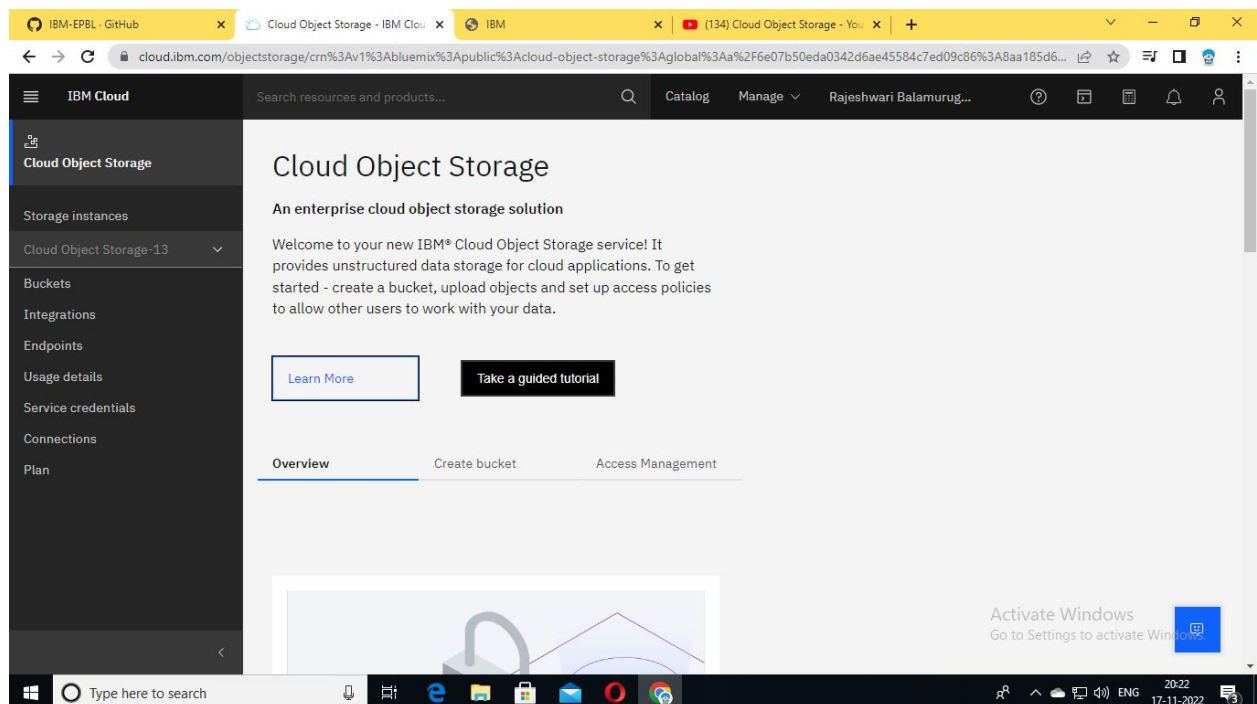 IBM-EPBL - GitHub
Cloud Object Storage - IBM Clou
IBM
(134) Cloud Object Storage - You
cloud.ibm.com/objectstorage/crn%3Av1%3Abluemix%3Apublic%3Acloud-object-storage%3Aglobal%3Aa%2F6e07b50eda0342d6ae45584c7ed09c86%3A8aa185d6...
IBM Cloud
Search resources and products...
Catalog
Manage
Rajeshwari Balamurug...
Cloud Object Storage
Storage instances
Cloud Object Storage-13
Buckets
Integrations
Endpoints
Usage details
Service credentials
Connections
Plan
Cloud Object Storage
An enterprise cloud object storage solution
Welcome to your new IBM® Cloud Object Storage service! It
provides unstructured data storage for cloud applications. To get
started - create a bucket, upload objects and set up access policies
to allow other users to work with your data.
Learn More
Take a guided tutorial
Overview
Create bucket
Access Management
Activate Windows
Go to Settings to activate Windows.
Type here to search
ENG
20:22
17-11-2022
3